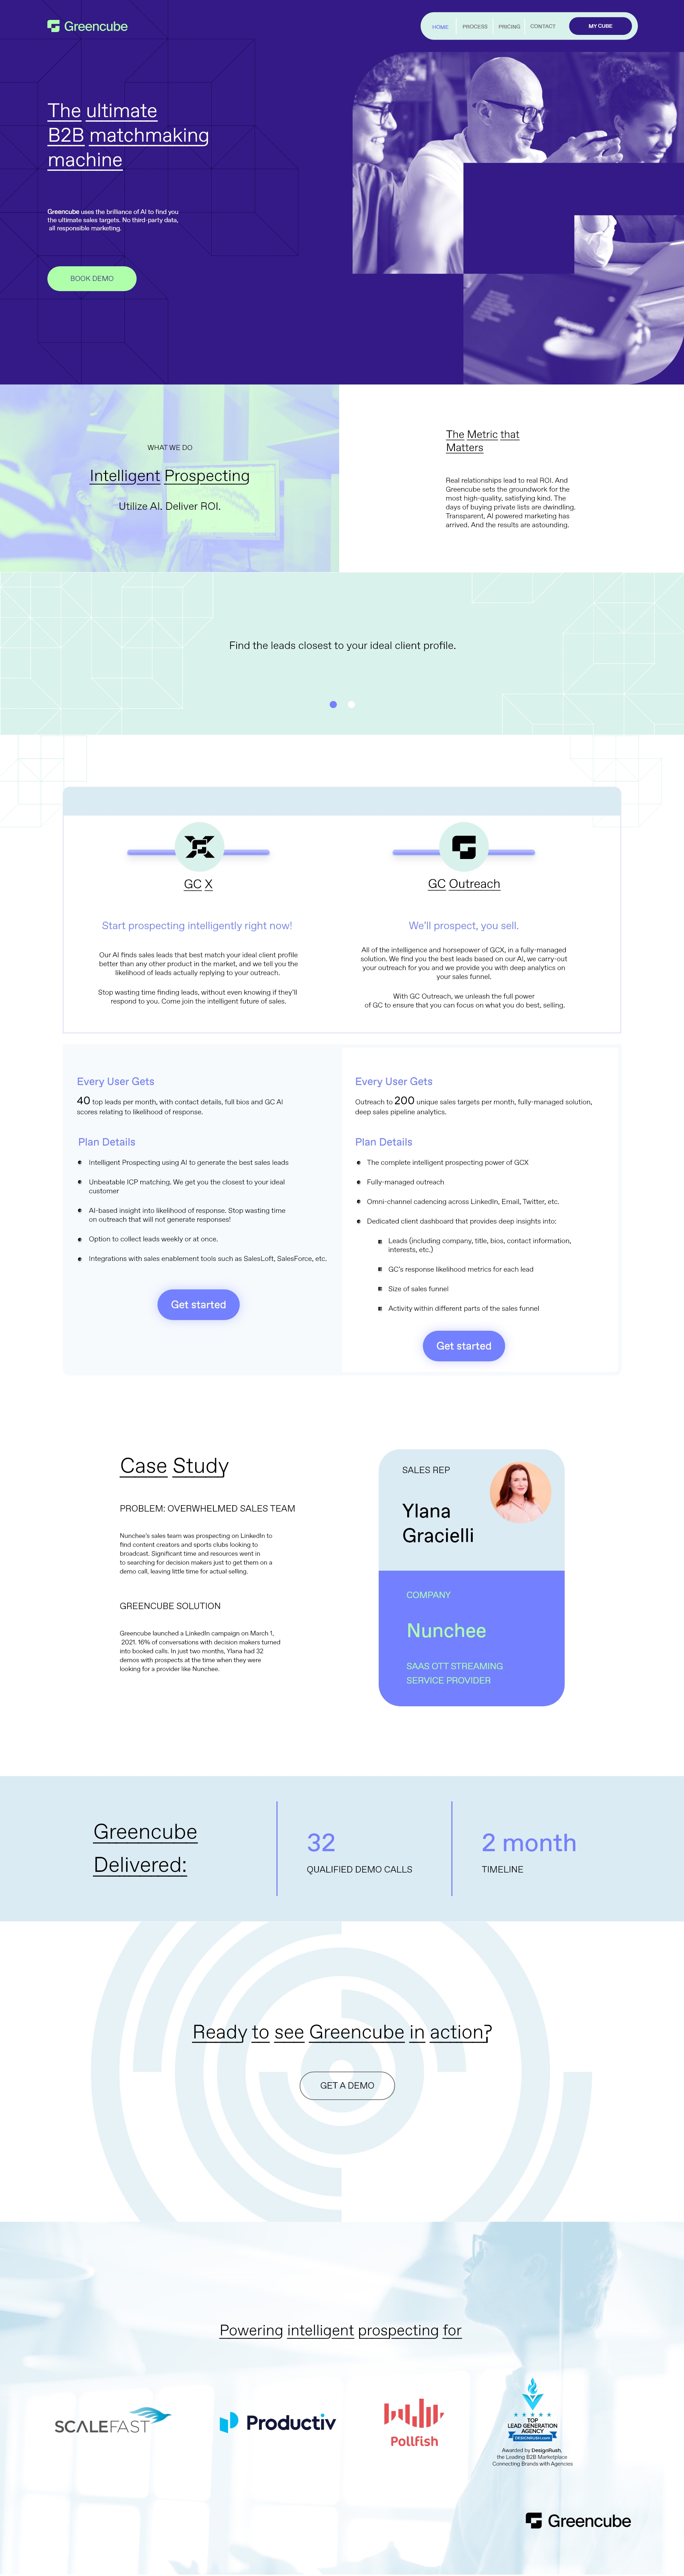 Greencube
HOME
PROCESS
PRICING
CONTACT
MY CUBE
The ultimate
B2B matchmaking
machine
Greencube uses the brilliance of AI to find you
the ultimate sales targets. No third-party data,
all responsible marketing.
BOOK DEMO
WHAT WE DO
Intelligent Prospecting
Utilize AI. Deliver ROI.
The Metric that
Matters
Real relationships lead to real ROI. And
Greencube sets the groundwork for the
most high-quality, satisfying kind. The
days of buying private lists are dwindling.
Transparent, AI powered marketing has
arrived. And the results are astounding.
Find the leads closest to your ideal client profile.
GC X
Start prospecting intelligently right now!
Our AI finds sales leads that best match your ideal client profile
better than any other product in the market, and we tell you the
likelihood of leads actually replying to your outreach.
Stop wasting time finding leads, without even knowing if they'll
respond to you. Come join the intelligent future of sales.
GC Outreach
We'll prospect, you sell.
All of the intelligence and horsepower of GCX, in a fully-managed
solution. We find you the best leads based on our AI, we carry-out
your outreach for you and we provide you with deep analytics on
your sales funnel.
With GC Outreach, we unleash the full power
of GC to ensure that you can focus on what you do best, selling.
Every User Gets
40 top leads per month, with contact details, full bios and GC AI
scores relating to likelihood of response.
Plan Details
Intelligent Prospecting using AI to generate the best sales leads
Unbeatable ICP matching. We get you the closest to your ideal
customer
AI-based insight into likelihood of response. Stop wasting time
on outreach that will not generate responses!
Option to collect leads weekly or at once.
Integrations with sales enablement tools such as SalesLoft, SalesForce, etc.
Get started
Every User Gets
Outreach to 200 unique sales targets per month, fully-managed solution,
deep sales pipeline analytics.
Plan Details
The complete intelligent prospecting power of GCX
Fully-managed outreach
Omni-channel cadencing across LinkedIn, Email, Twitter, etc.
Dedicated client dashboard that provides deep insights into:
Leads (including company, title, bios, contact information,
interests, etc.)
GC's response likelihood metrics for each lead
Size of sales funnel
Activity within different parts of the sales funnel
Get started
Case Study
PROBLEM: OVERWHELMED SALES TEAM
Nunchee's sales team was prospecting on LinkedIn to
find content creators and sports clubs looking to
broadcast. Significant time and resources went in
to searching for decision makers just to get them on a
demo call, leaving little time for actual selling.
GREENCUBE SOLUTION
Greencube launched a LinkedIn campaign on March 1,
2021. 16% of conversations with decision makers turned
into booked calls. In just two months, Ylana had 32
demos with prospects at the time when they were
looking for a provider like Nunchee.
SALES REP
Ylana
Gracielli
COMPANY
Nunchee
SAAS OTT STREAMING
SERVICE PROVIDER
Greencube
Delivered:
32
QUALIFIED DEMO CALLS
2 month
TIMELINE
Ready to see Greencube in action?
GET A DEMO
Powering intelligent prospecting for
SCALEFAST
Productiv
Pollfish
TOP
LEAD GENERATION
AGENCY
DESIGNRUSH.com
Awarded by DesignRush,
the Leading B2B Marketplace
Connecting Brands with Agencies
Greencube